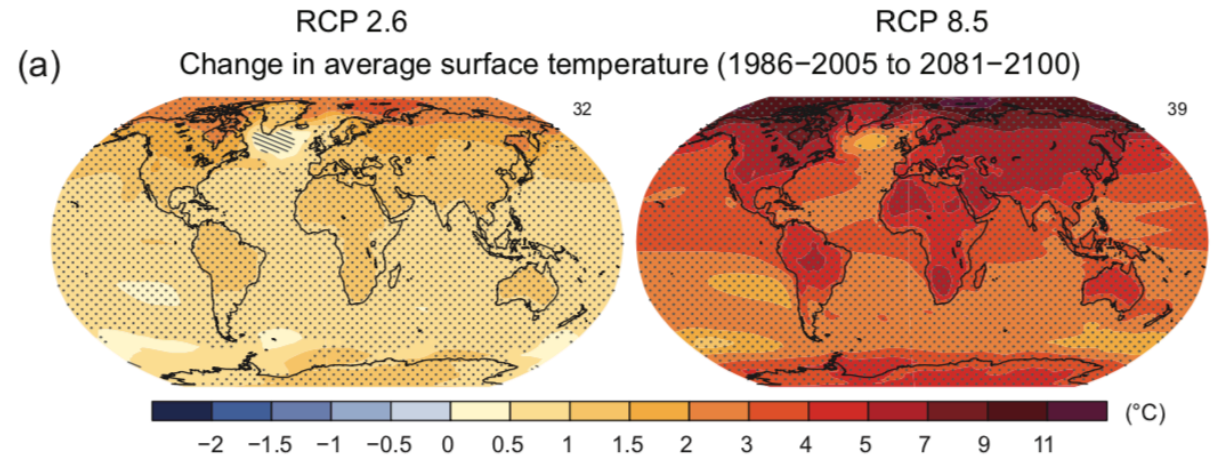 RCP 2.6 RCP 8.5
(a) Change in average surface temperature (1986−2005 to 2081−2100)
32 39
−2 −1.5 −1 −0.5 0 0.5 1 1.5 2 3 4 5 7 9 11 (°C)